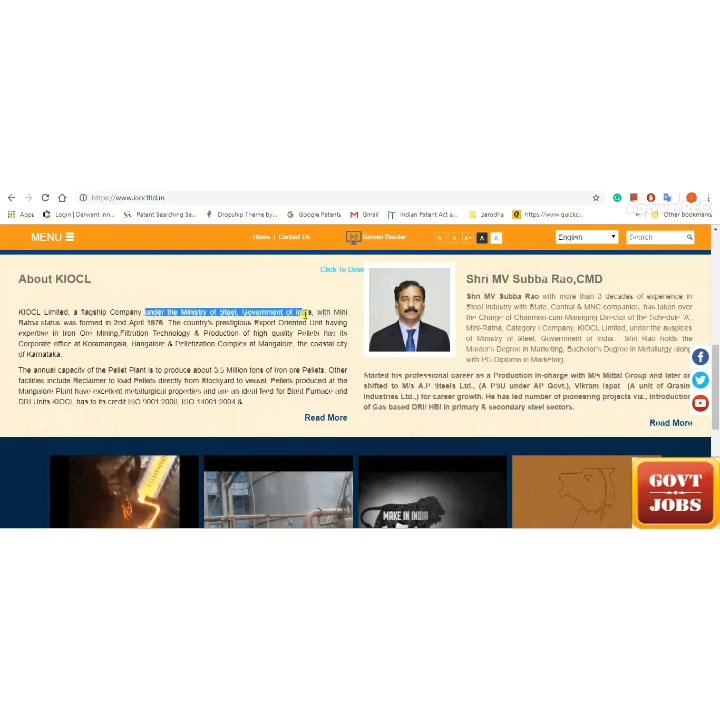 https://www.kioclltd.in
Apps
Login | Derwent Inn...
Patent Searching Se...
Dropship Theme by...
Google Patents
Gmail
Indian Patent Act a...
zerodha
https://www.quickc...
Other bookmarks
MENU
Home | Contact Us
Screen Reader
A- A A+ A A
English
Search
Click To Down
About KIOCL
KIOCL Limited, a flagship Company under the Ministry of Steel, Government of India, with Mini
Ratna status was formed in 2nd April 1976. The country's prestigious Export Oriented Unit having
expertise in Iron Ore Mining,Filtration Technology & Production of high quality Pellets has its
Corporate office at Koramangala, Bangalore & Pelletization Complex at Mangalore, the coastal city
of Karnataka.
The annual capacity of the Pellet Plant is to produce about 3.5 Million tons of Iron ore Pellets. Other
facilities include Reclaimer to load Pellets directly from Stockyard to vessel. Pellets produced at the
Mangalore Plant have excellent metallurgical properties and are an ideal feed for Blast Furnace and
DRI Units KIOCL has to its credit ISO 9001:2008, ISO 14001:2004 &
Read More
Shri MV Subba Rao,CMD
Shri MV Subba Rao with more than 3 decades of experience in
Steel Industry with State, Central & MNC companies, has taken over
the Charge of Chairman-cum-Managing Director of the Schedule 'A',
Mini-Ratna, Category I Company, KIOCL Limited, under the auspices
of Ministry of Steel, Government of India. Shri Rao holds the
Master's Degree in Marketing, Bachelor's Degree in Metallurgy along
with PG Diploma in Marketing.
Started his professional career as a Production In-charge with M/s Mittal Group and later on
shifted to M/s. A.P Steels Ltd., (A PSU under AP Govt.), Vikram Ispat (A unit of Grasim
Industries Ltd.,) for career growth. He has led number of pioneering projects viz., Introduction
of Gas based DRI/ HBI in primary & secondary steel sectors.
Read More
MAKE IN INDIA
GOVT
JOBS